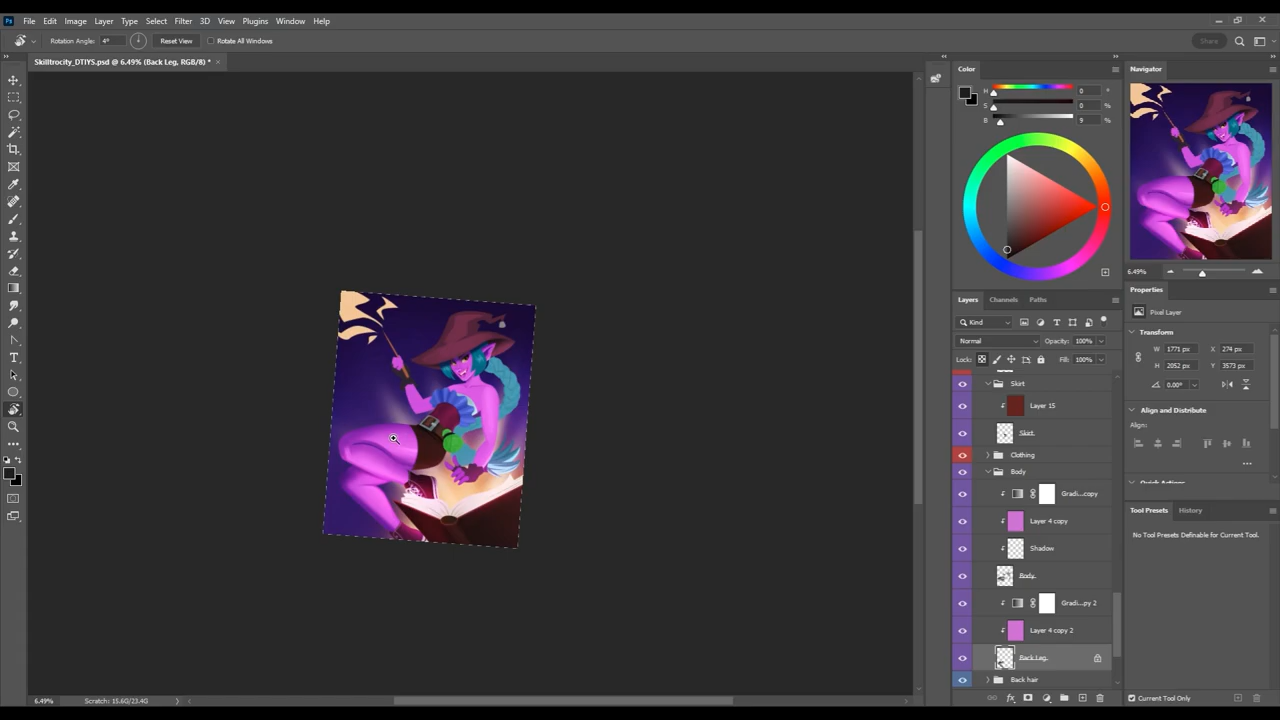 Ps File Edit Image Layer Type Select Filter 3D View Plugins Window Help
Rotation Angle: 4° Reset View Rotate All Windows Share
Skilltrocity_DTIYS.psd @ 6.49% (Back Leg, RGB/8) * ×
Color
H 0 °
S 0 %
B 9 %
Navigator
6.49%
Properties
Pixel Layer
Transform
W 1771 px X 274 px
H 2052 px Y 3573 px
0.00°
Align and Distribute
Align:
Quick Actions
Layers Channels Paths
Kind
Normal Opacity: 100%
Lock: Fill: 100%
Skirt
Layer 15
Skirt
Clothing
Body
Gradi...copy
Layer 4 copy
Shadow
Body
Gradi...py 2
Layer 4 copy 2
Back Leg
Back hair
fx
Tool Presets History
No Tool Presets Definable for Current Tool.
Current Tool Only
6.49% Scratch: 15.6G/23.4G